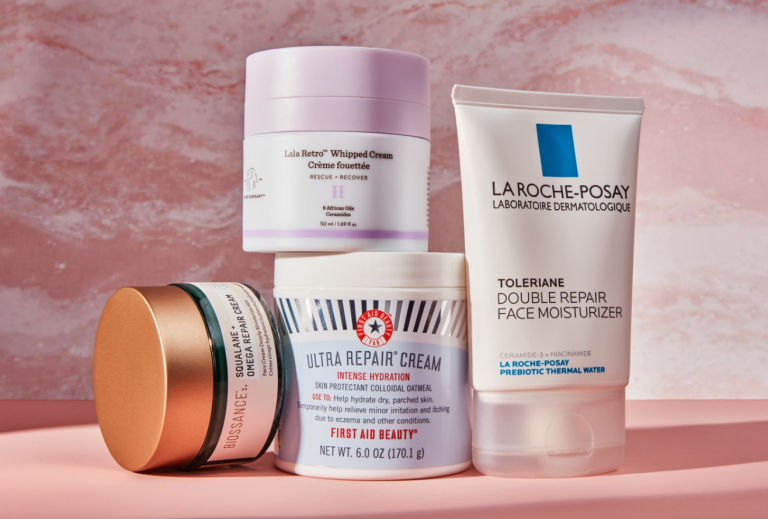 Lala Retro™ Whipped Cream
Crème fouettée
RESCUE + RECOVER
6 African Oils
Ceramides
50 ml / 1.69 fl oz
LA ROCHE-POSAY
LABORATOIRE DERMATOLOGIQUE
TOLERIANE
DOUBLE REPAIR
FACE MOISTURIZER
CERAMIDE-3 + NIACINAMIDE
LA ROCHE-POSAY
PREBIOTIC THERMAL WATER
BIOSSANCE:.
SQUALANE +
OMEGA REPAIR CREAM
FIRST AID BEAUTY
ULTRA REPAIR® CREAM
INTENSE HYDRATION
SKIN PROTECTANT COLLOIDAL OATMEAL
USE TO: Help hydrate dry, parched skin.
Temporarily help relieve minor irritation and itching
due to eczema and other conditions.
FIRST AID BEAUTY®
NET WT. 6.0 OZ (170.1 g)